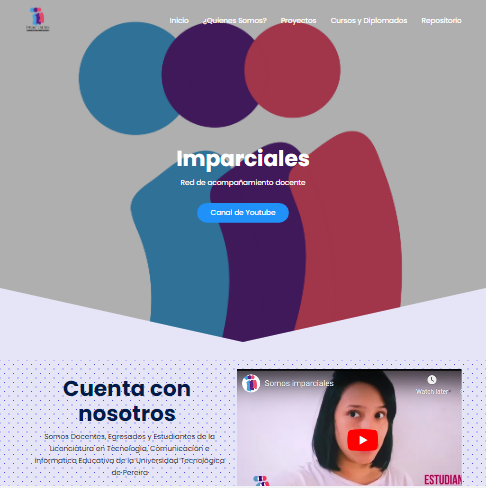 Inicio ¿Quienes Somos? Proyectos Cursos y Diplomados Repositorio
Imparciales
Red de acompañamiento docente
Canal de Youtube
Cuenta con
nosotros
Somos Docentes, Egresados y Estudiantes de la
Licenciatura en Tecnología, Comunicación e
Informática Educativa de la Universidad Tecnológica
de Pereira.
Somos imparciales
Watch later
ESTUDIAN